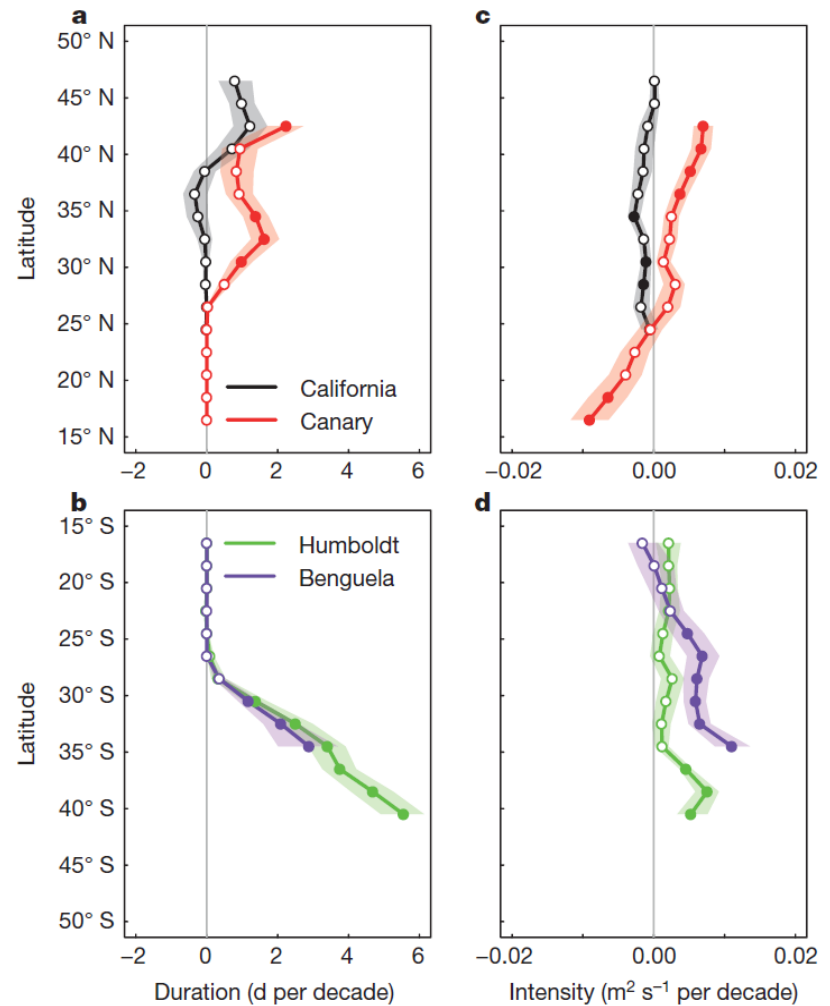 a
c
50° N
45° N
40° N
35° N
30° N
25° N
20° N
15° N
Latitude
California
Canary
−2 0 2 4 6
−0.02 0.00 0.02
b
d
15° S
20° S
25° S
30° S
35° S
40° S
45° S
50° S
Latitude
Humboldt
Benguela
−2 0 2 4 6
−0.02 0.00 0.02
Duration (d per decade)
Intensity (m² s⁻¹ per decade)